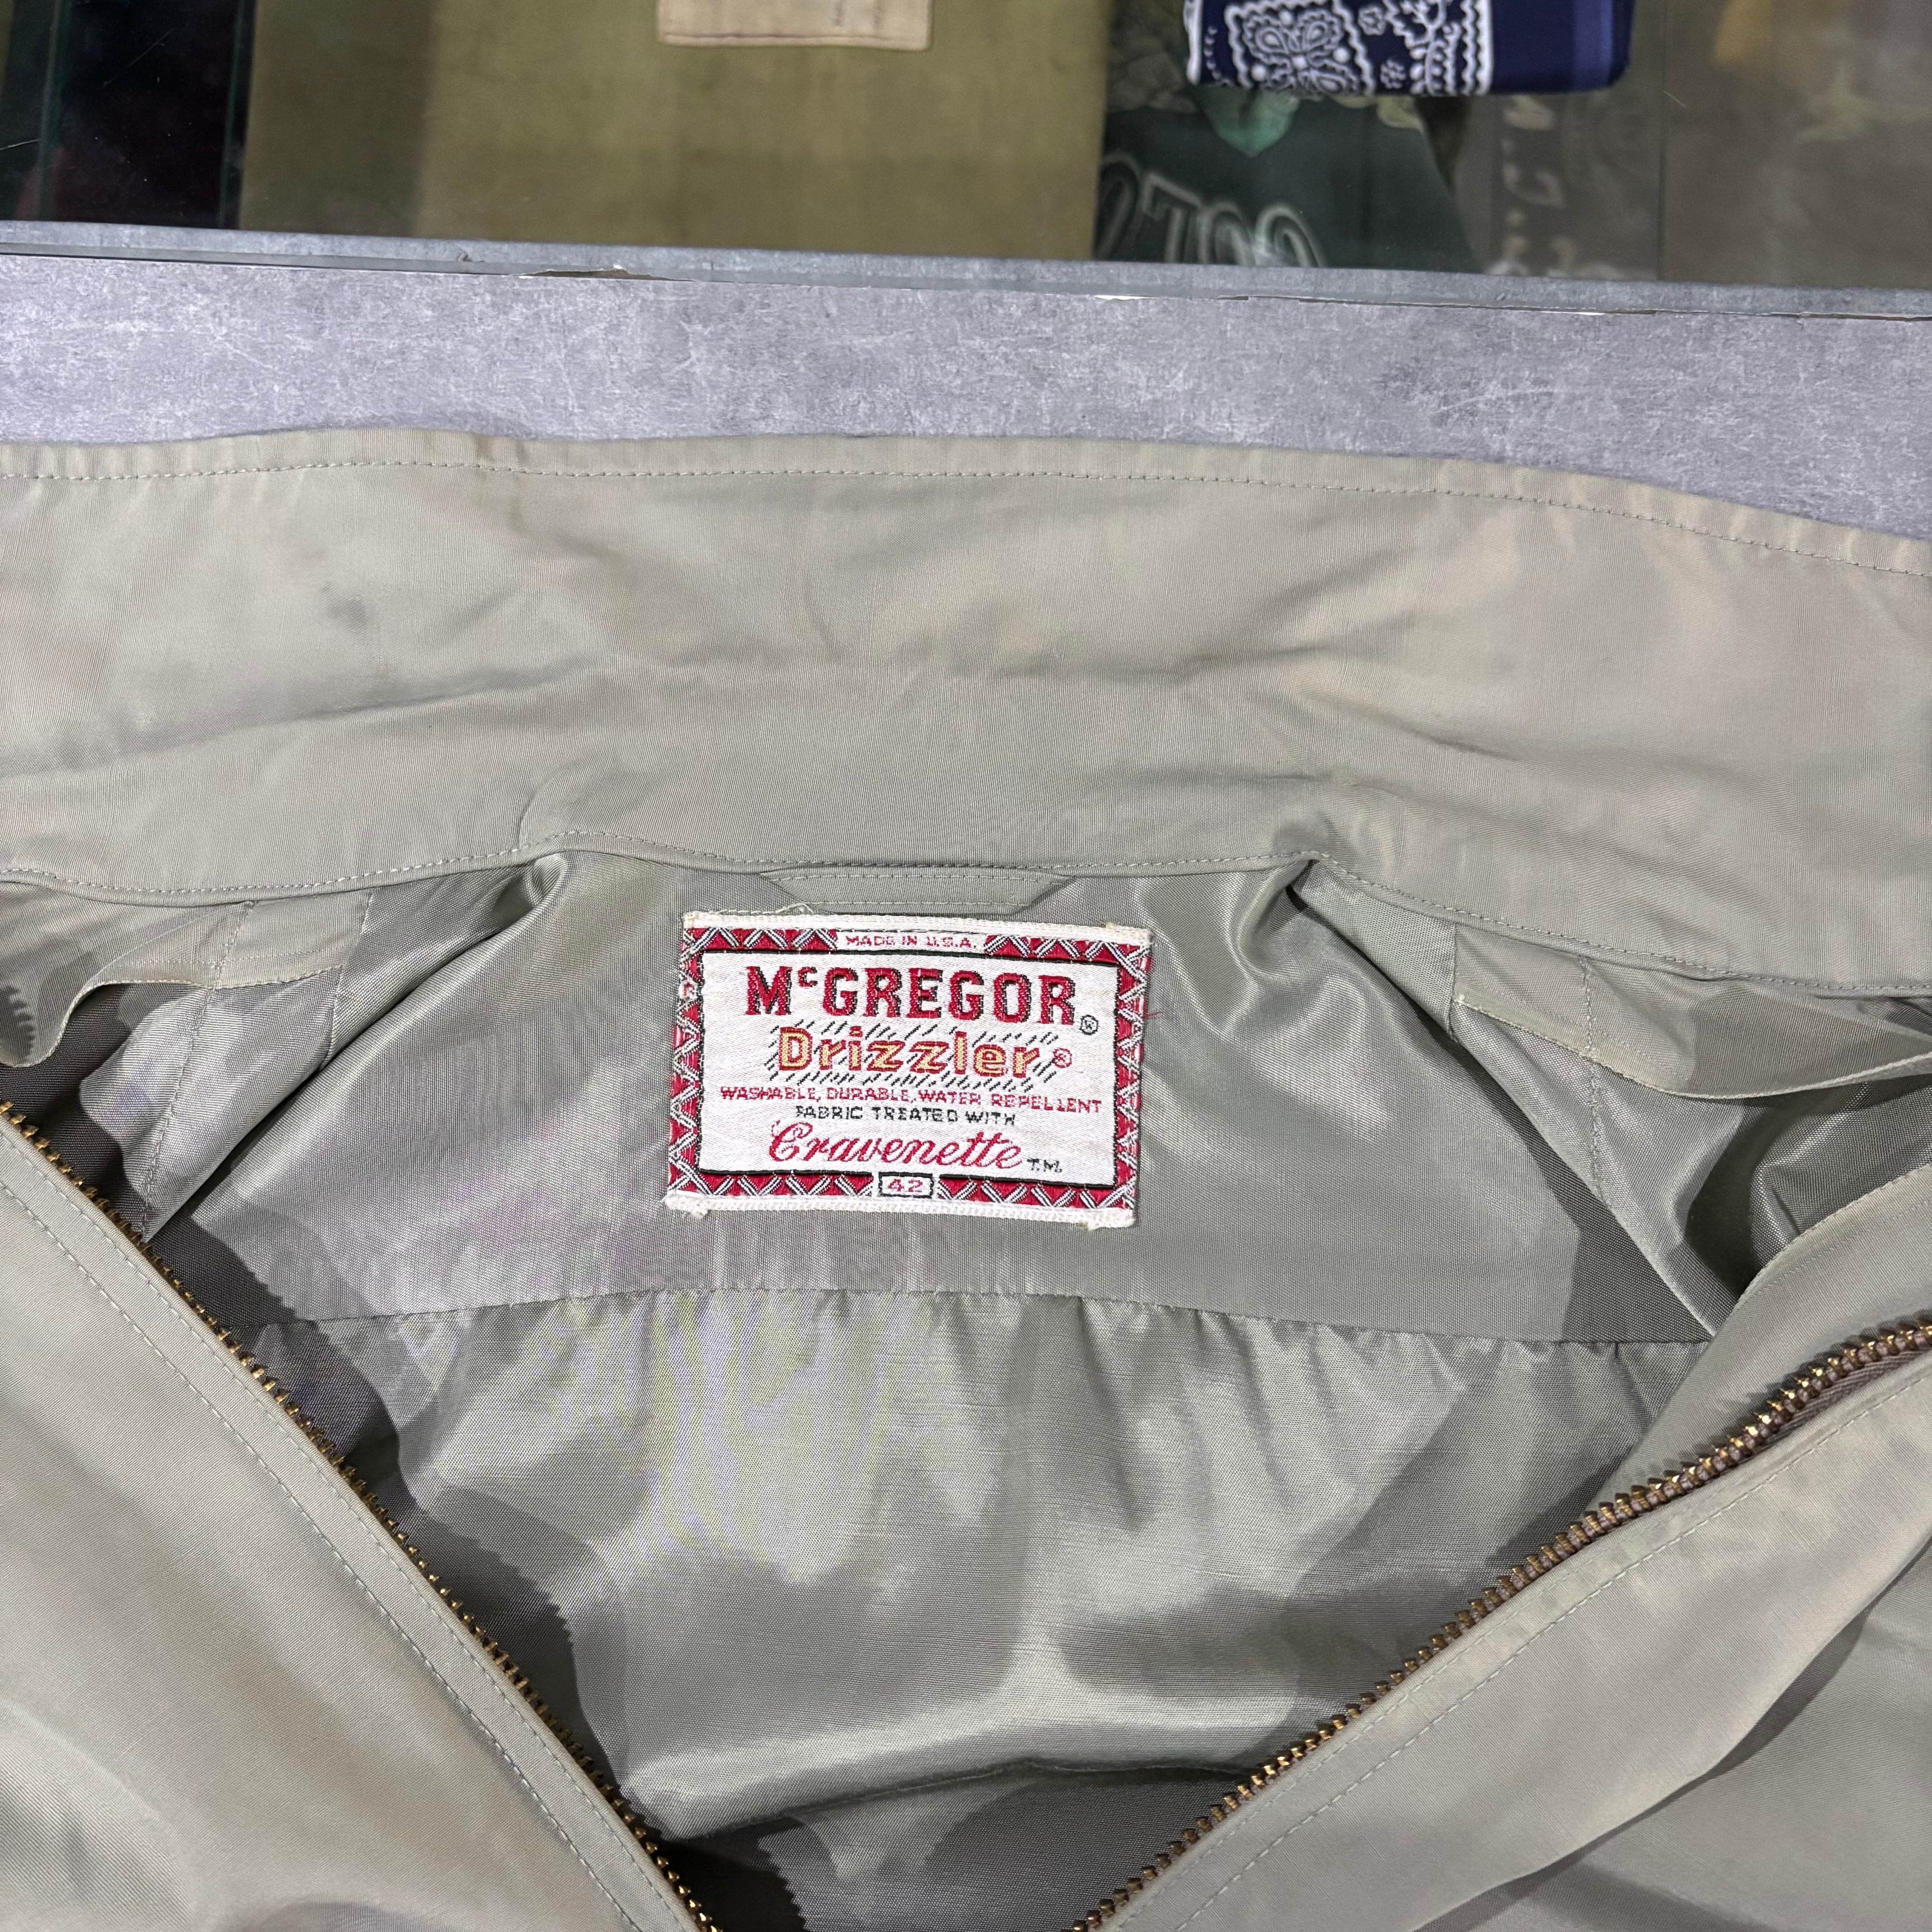 MADE IN U.S.A.
McGREGOR®
Drizzler®
WASHABLE, DURABLE, WATER REPELLENT
FABRIC TREATED WITH
Cravenette T.M.
42